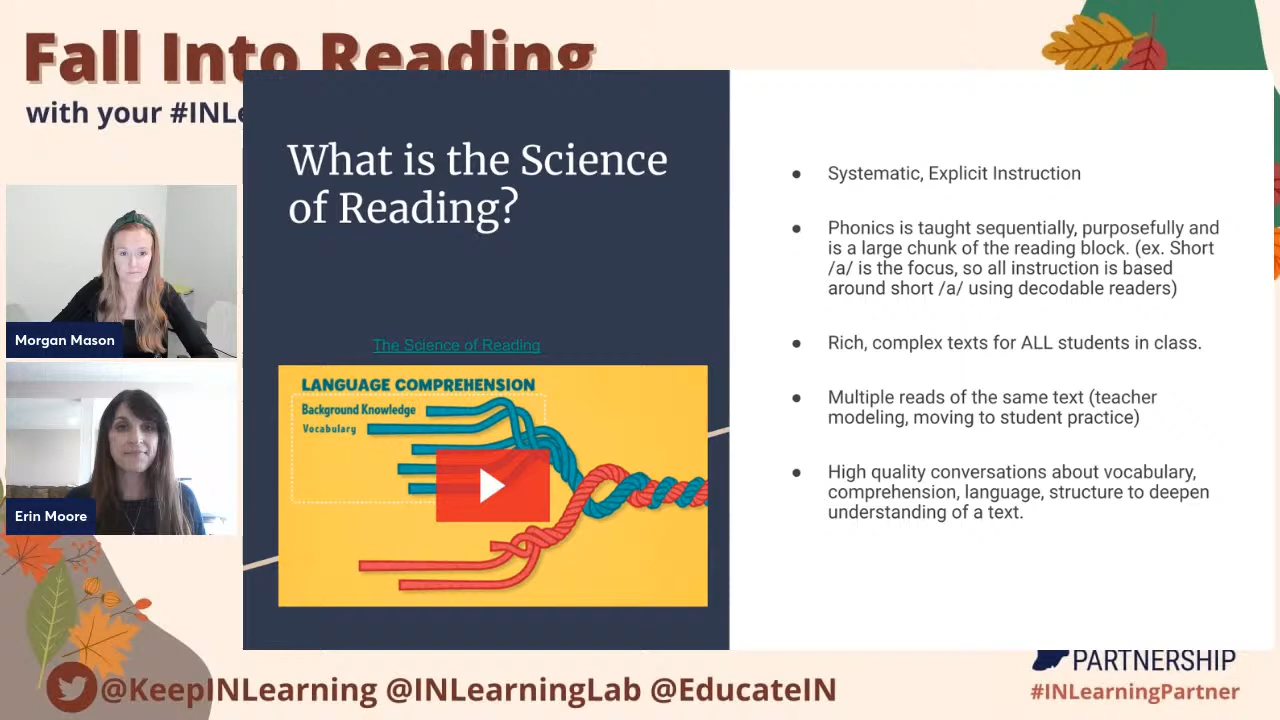 Fall Into Reading
with your #INLe
What is the Science
of Reading?
The Science of Reading
LANGUAGE COMPREHENSION
Background Knowledge
Vocabulary
● Systematic, Explicit Instruction
● Phonics is taught sequentially, purposefully and
is a large chunk of the reading block. (ex. Short
/a/ is the focus, so all instruction is based
around short /a/ using decodable readers)
● Rich, complex texts for ALL students in class.
● Multiple reads of the same text (teacher
modeling, moving to student practice)
● High quality conversations about vocabulary,
comprehension, language, structure to deepen
understanding of a text.
Morgan Mason
Erin Moore
@KeepINLearning @INLearningLab @EducateIN
PARTNERSHIP
#INLearningPartner